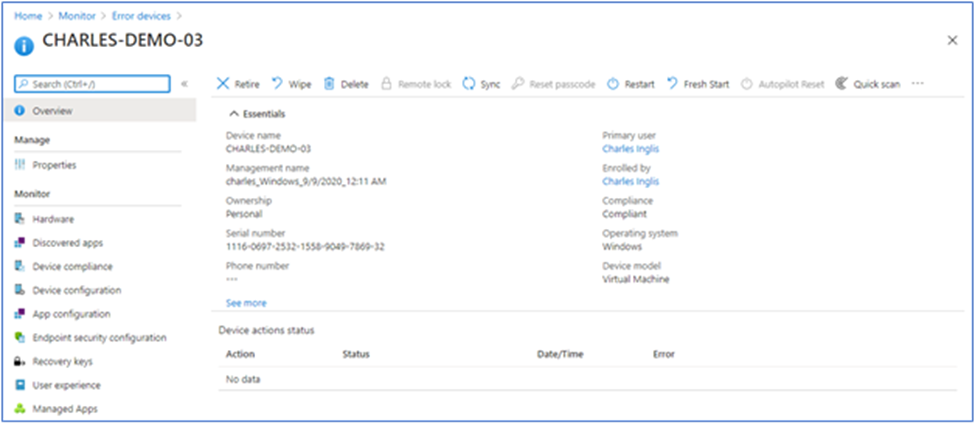 Home > Monitor > Error devices >
CHARLES-DEMO-03
Search (Ctrl+/)
Retire Wipe Delete Remote lock Sync Reset passcode Restart Fresh Start Autopilot Reset Quick scan ...
Overview
Manage
Properties
Monitor
Hardware
Discovered apps
Device compliance
Device configuration
App configuration
Endpoint security configuration
Recovery keys
User experience
Managed Apps
Essentials
Device name
CHARLES-DEMO-03
Management name
charles_Windows_9/9/2020_12:11 AM
Ownership
Personal
Serial number
1116-0697-2532-1558-9049-7869-32
Phone number
---
See more
Primary user
Charles Inglis
Enrolled by
Charles Inglis
Compliance
Compliant
Operating system
Windows
Device model
Virtual Machine
Device actions status
Action Status Date/Time Error
No data